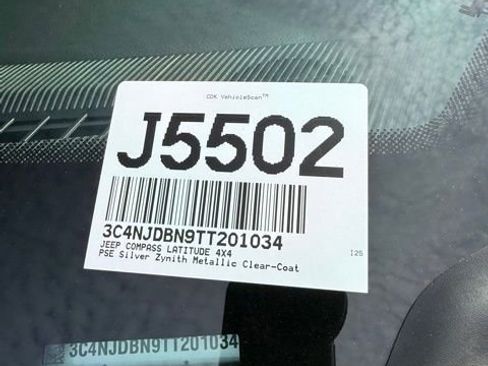 CDK VehicleScan™
J5502
3C4NJDBN9TT201034
JEEP COMPASS LATITUDE 4X4
PSE Silver Zynith Metallic Clear-Coat
I25
3C4NJDBN9TT201034